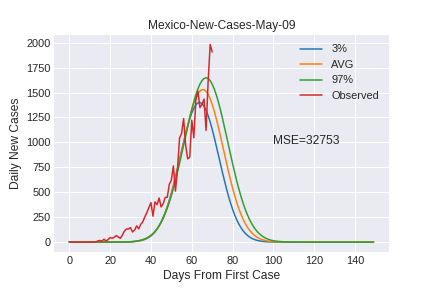 Mexico-New-Cases-May-09
2000
1750
1500
1250
1000
750
500
250
0
Daily New Cases
3%
AVG
97%
Observed
MSE=32753
0 20 40 60 80 100 120 140
Days From First Case